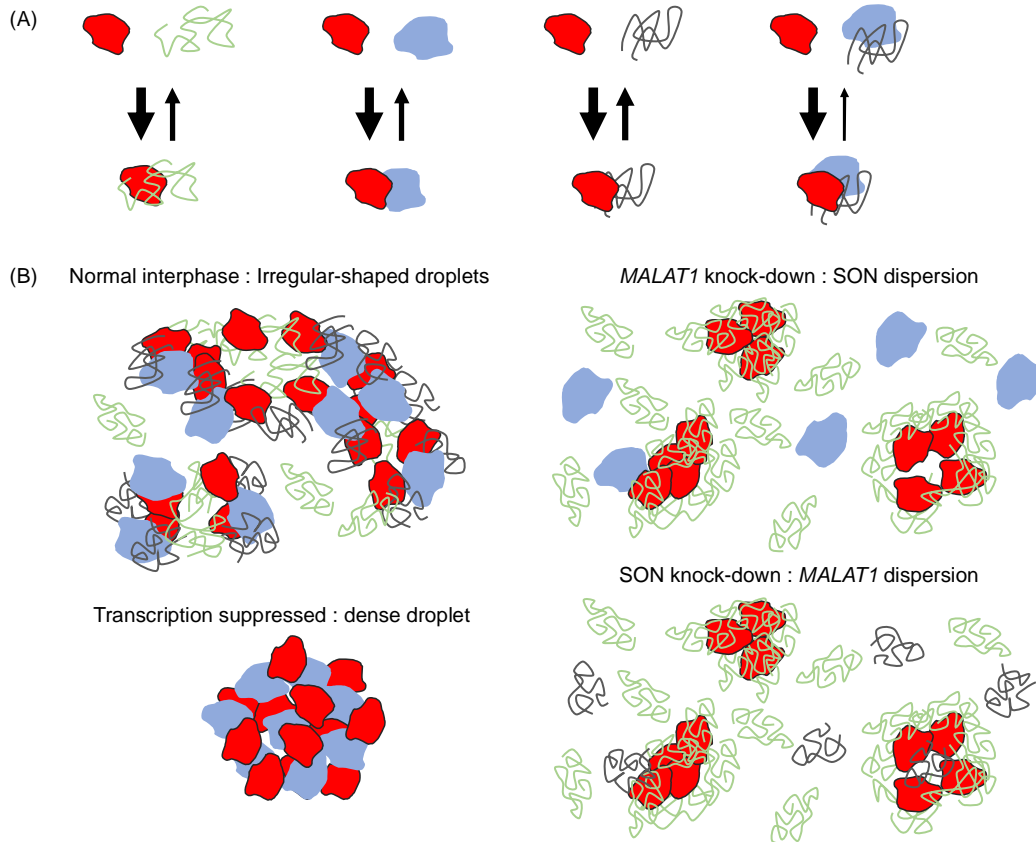 (A)
(B)
Normal interphase : Irregular-shaped droplets
MALAT1 knock-down : SON dispersion
SON knock-down : MALAT1 dispersion
Transcription suppressed : dense droplet